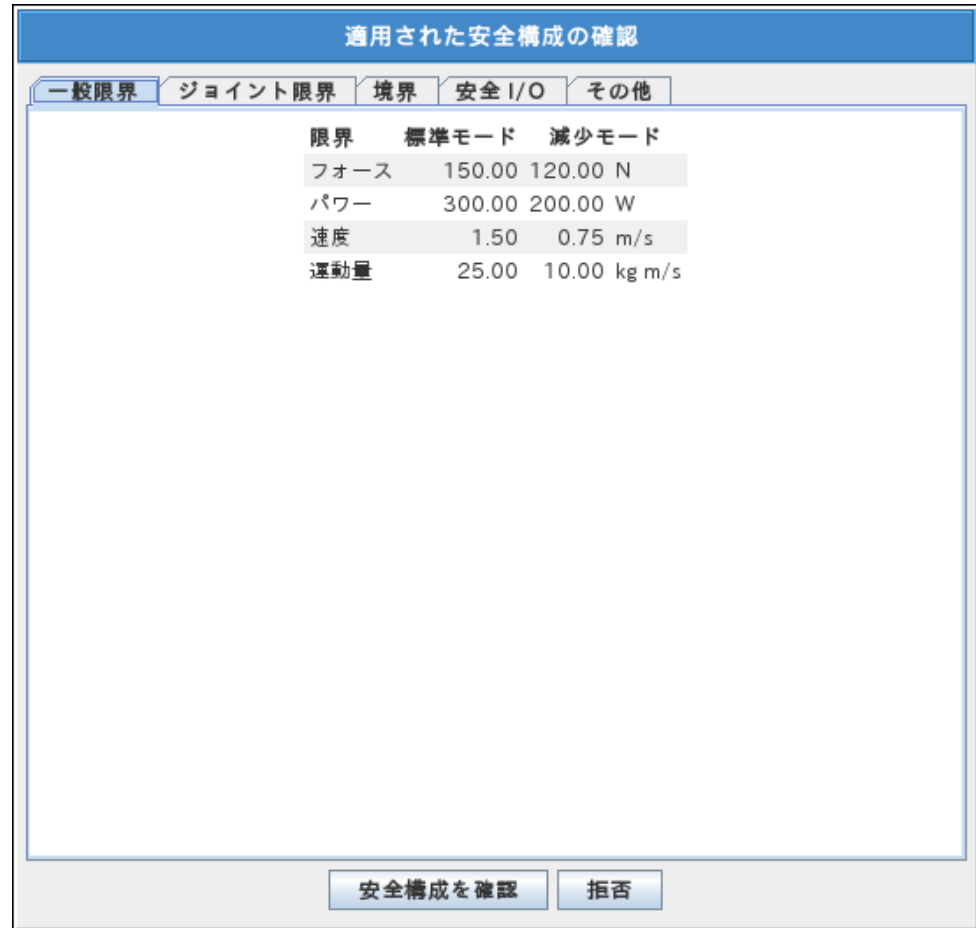 適用された安全構成の確認
一般限界 ジョイント限界 境界 安全 I/O その他
限界 標準モード 減少モード
フォース 150.00 120.00 N
パワー 300.00 200.00 W
速度 1.50 0.75 m/s
運動量 25.00 10.00 kg m/s
安全構成を確認 拒否